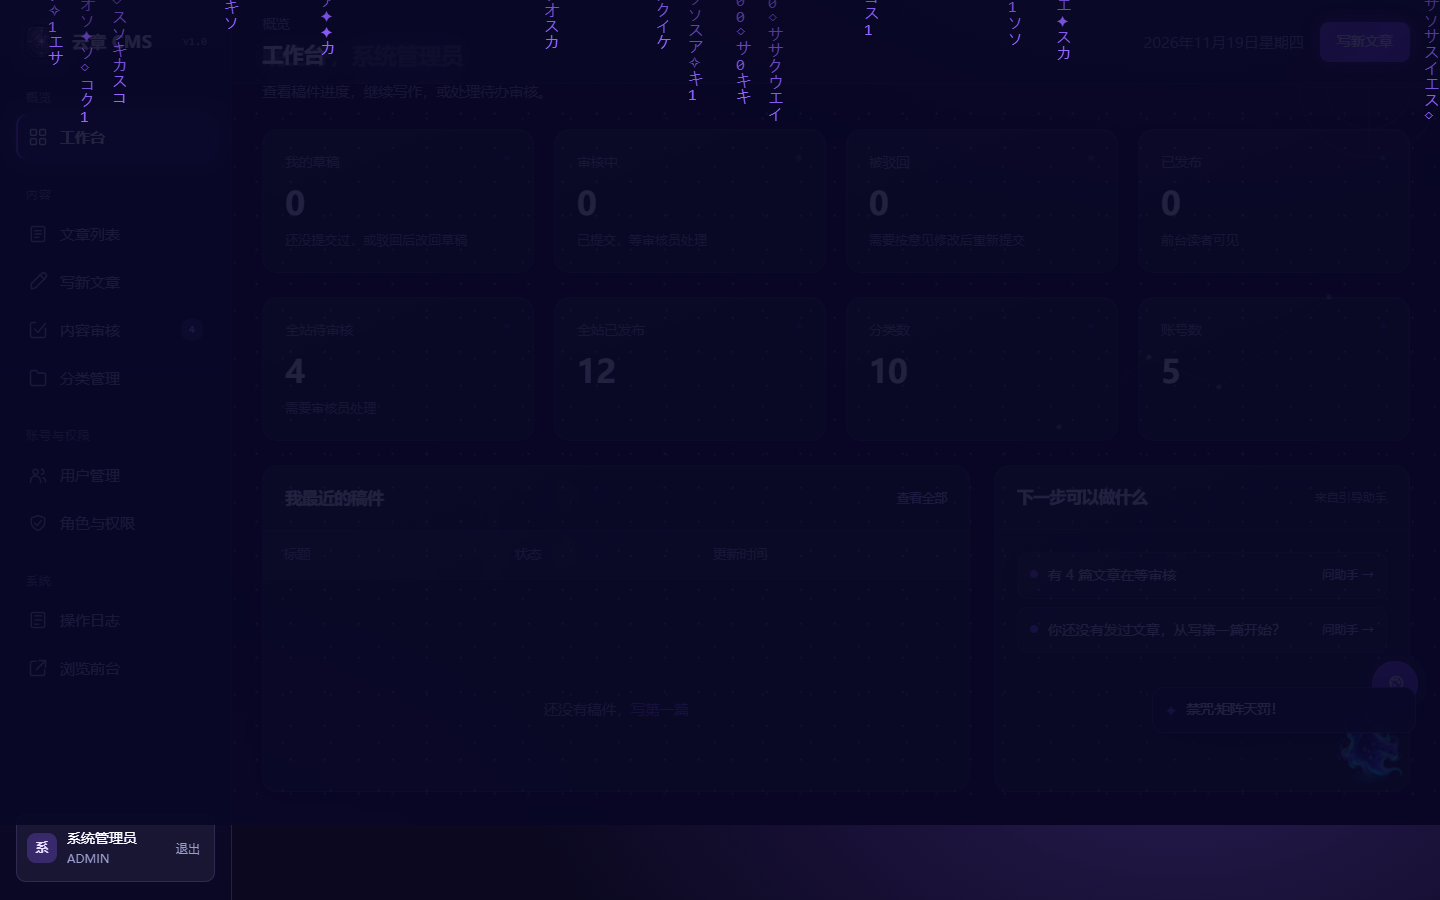 云章 CMS
v3.0
概览
工作台
内容
文章列表
写新文章
内容审核
4
分类管理
账号与权限
用户管理
角色与权限
系统
操作日志
浏览前台
系
系统管理员
ADMIN
退出
概览
工作台，系统管理员
查看稿件进度，继续写作，或处理待办审核。
2026年11月19日星期四
写新文章
我的草稿
0
还没提交过，或驳回后改回草稿
审核中
0
已提交，等审核员处理
被驳回
0
需要按意见修改后重新提交
已发布
0
前台读者可见
全站待审核
4
需要审核员处理
全站已发布
12
分类数
10
账号数
5
我最近的稿件
查看全部
标题
状态
更新时间
还没有稿件，写第一篇
下一步可以做什么
来自引导助手
有 4 篇文章在等审核
问助手 →
你还没有发过文章，从写第一篇开始？
问助手 →
禁咒·矩阵天罚！